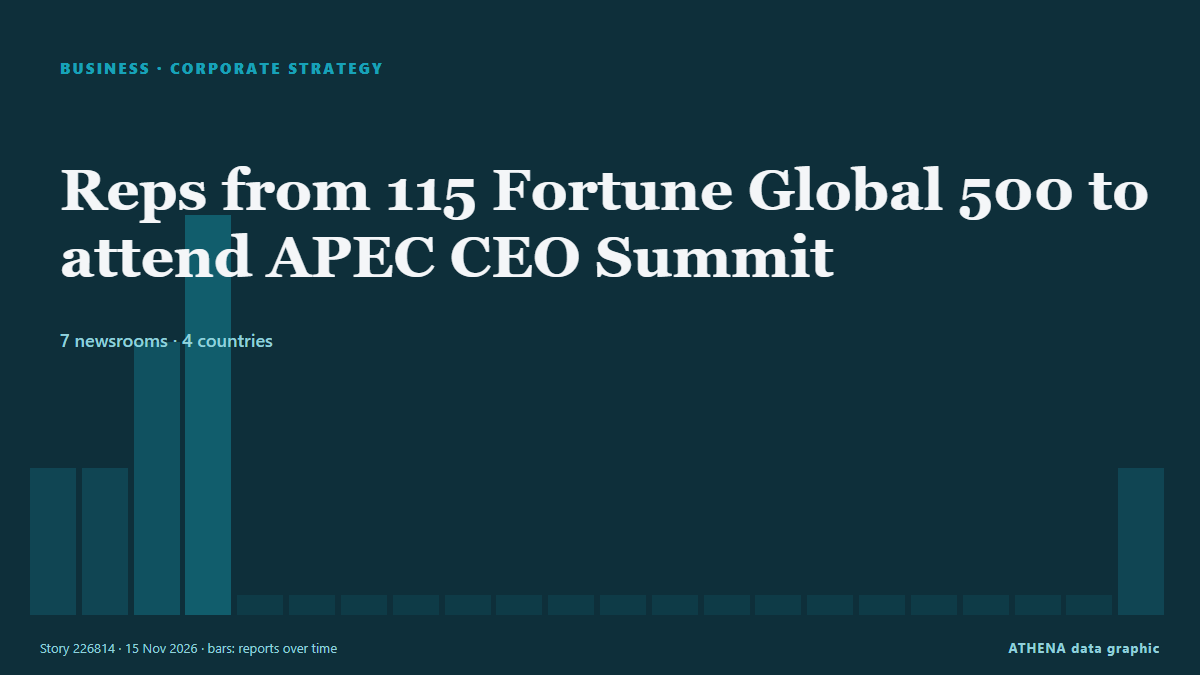 BUSINESS · CORPORATE STRATEGY
Reps from 115 Fortune Global 500 to
attend APEC CEO Summit
7 newsrooms · 4 countries
Story 226814 · 15 Nov 2026 · bars: reports over time
ATHENA data graphic